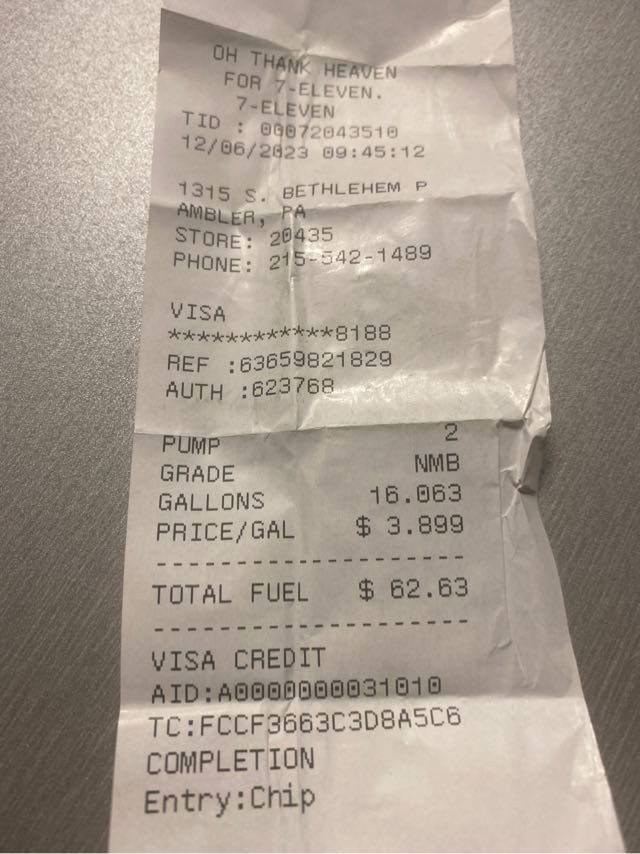 OH THANK HEAVEN
FOR 7-ELEVEN.
7-ELEVEN
TID : 00072043510
12/06/2023 09:45:12
1315 S. BETHLEHEM P
AMBLER, PA
STORE: 20435
PHONE: 215-542-1489
VISA
************8188
REF :63659821829
AUTH :623768
PUMP 2
GRADE NMB
GALLONS 16.063
PRICE/GAL $ 3.899
--------------------
TOTAL FUEL $ 62.63
--------------------
VISA CREDIT
AID:A0000000031010
TC:FCCF3663C3D8A5C6
COMPLETION
Entry:Chip